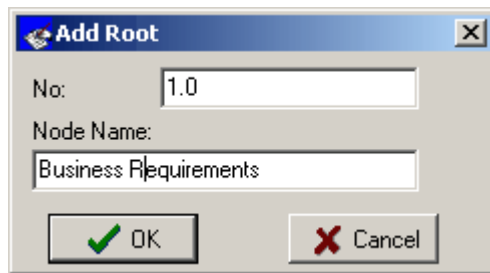 Add Root
No: 1.0
Node Name:
Business Requirements
OK Cancel